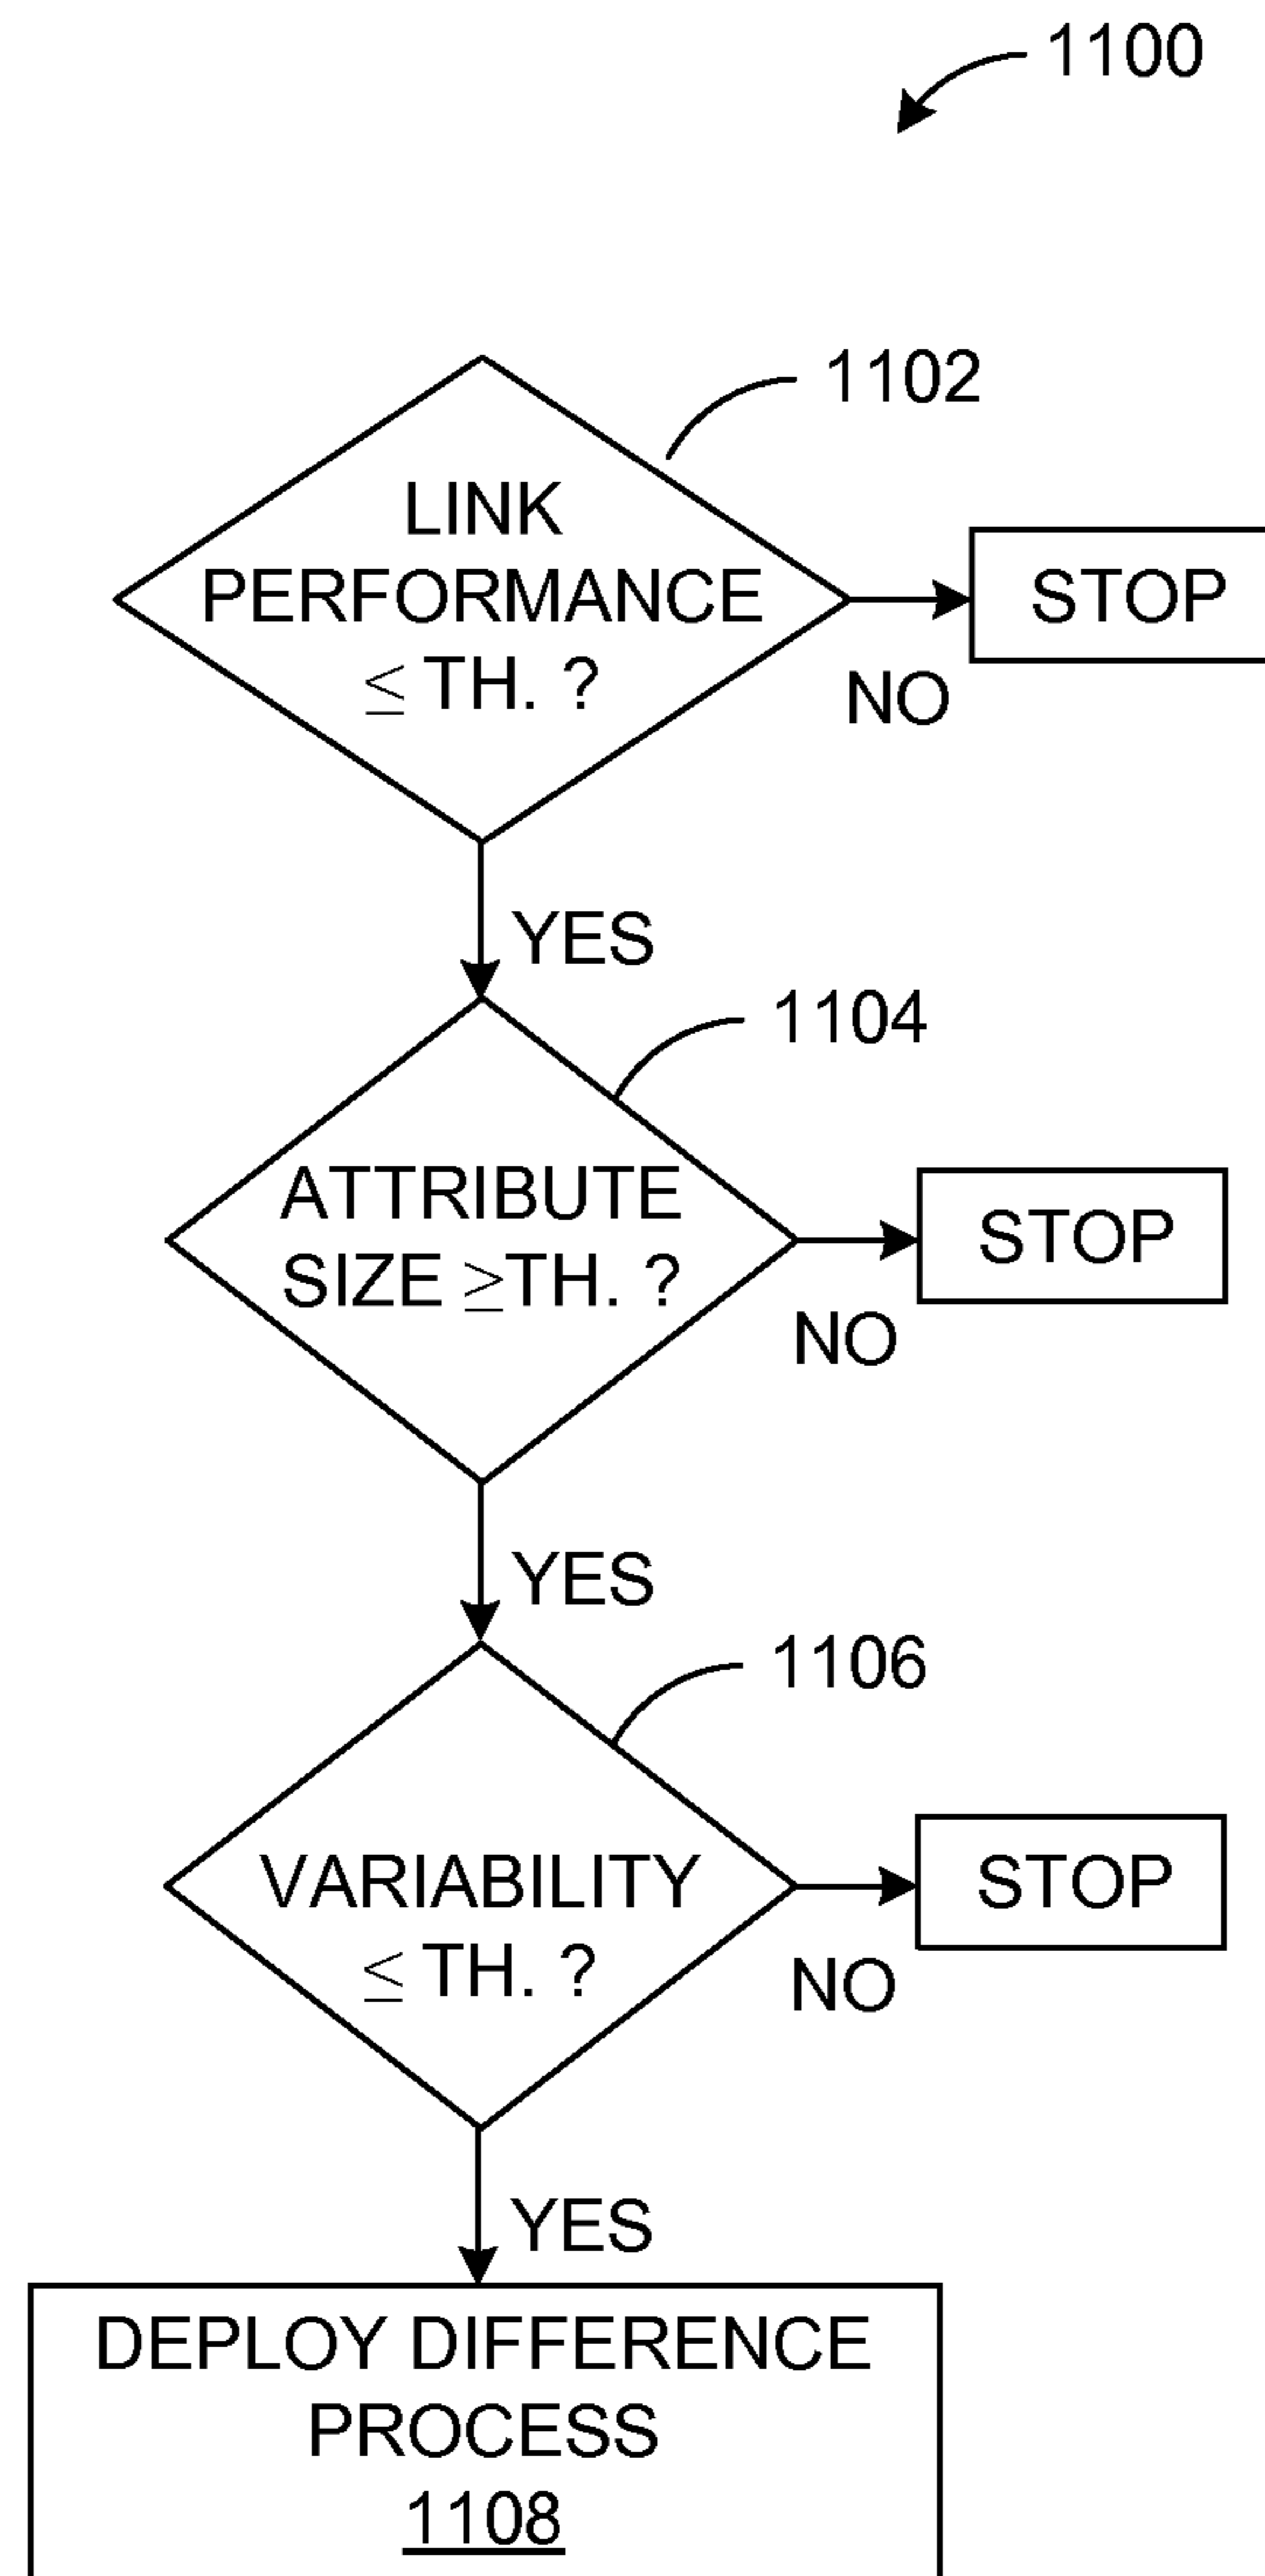 1100
1102
LINK
PERFORMANCE
≤ TH. ?
STOP
NO
YES
1104
ATTRIBUTE
SIZE ≥TH. ?
STOP
NO
YES
1106
VARIABILITY
≤ TH. ?
STOP
NO
YES
DEPLOY DIFFERENCE
PROCESS
1108